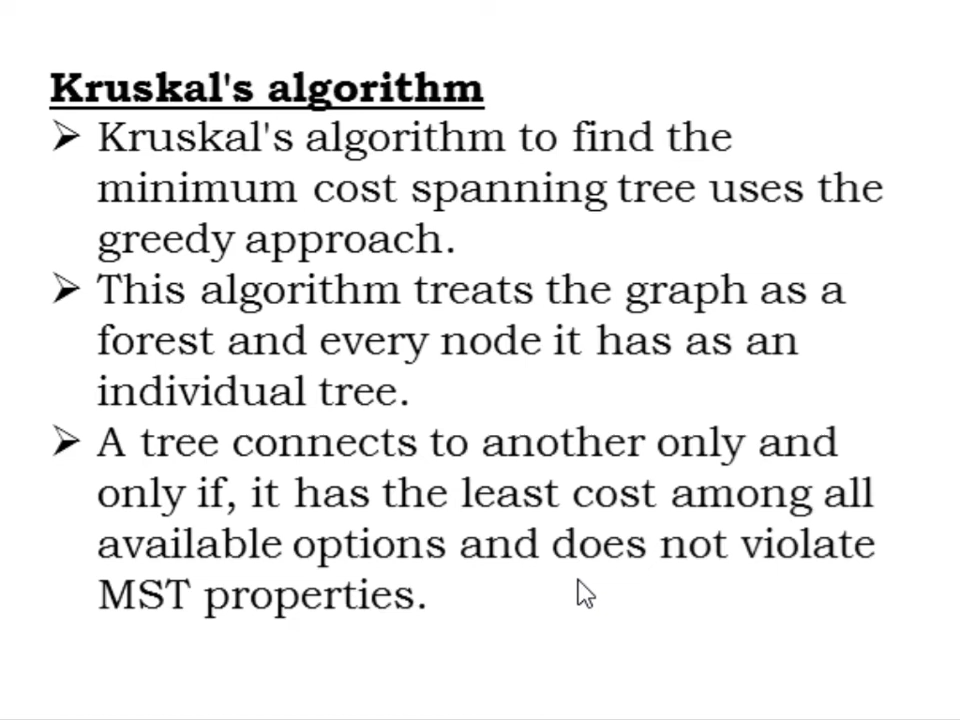 Kruskal's algorithm
➢ Kruskal's algorithm to find the
minimum cost spanning tree uses the
greedy approach.
➢ This algorithm treats the graph as a
forest and every node it has as an
individual tree.
➢ A tree connects to another only and
only if, it has the least cost among all
available options and does not violate
MST properties.